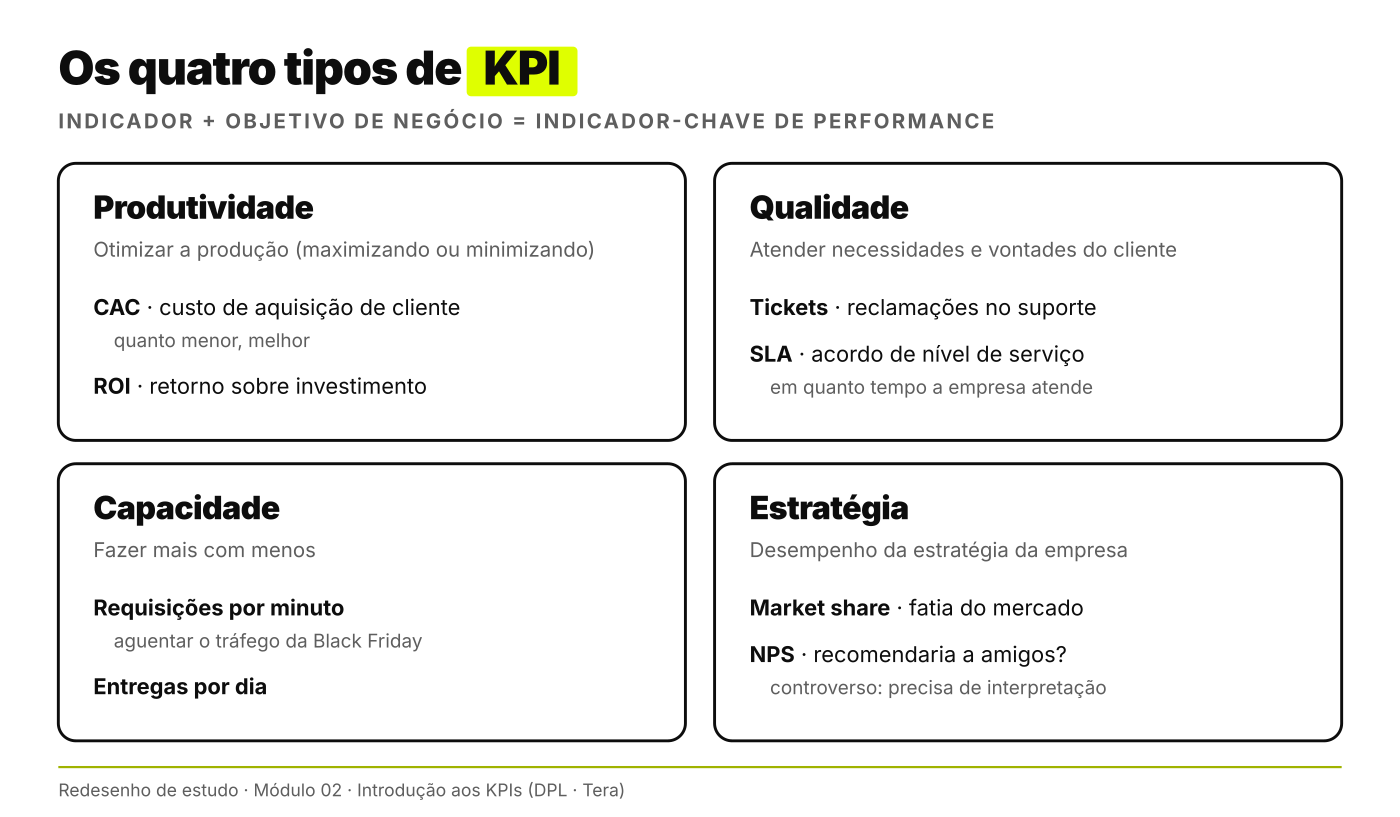 Os quatro tipos de KPI
INDICADOR + OBJETIVO DE NEGÓCIO = INDICADOR-CHAVE DE PERFORMANCE
Produtividade
Otimizar a produção (maximizando ou minimizando)
CAC · custo de aquisição de cliente
quanto menor, melhor
ROI · retorno sobre investimento
Qualidade
Atender necessidades e vontades do cliente
Tickets · reclamações no suporte
SLA · acordo de nível de serviço
em quanto tempo a empresa atende
Capacidade
Fazer mais com menos
Requisições por minuto
aguentar o tráfego da Black Friday
Entregas por dia
Estratégia
Desempenho da estratégia da empresa
Market share · fatia do mercado
NPS · recomendaria a amigos?
controverso: precisa de interpretação
Redesenho de estudo · Módulo 02 · Introdução aos KPIs (DPL · Tera)